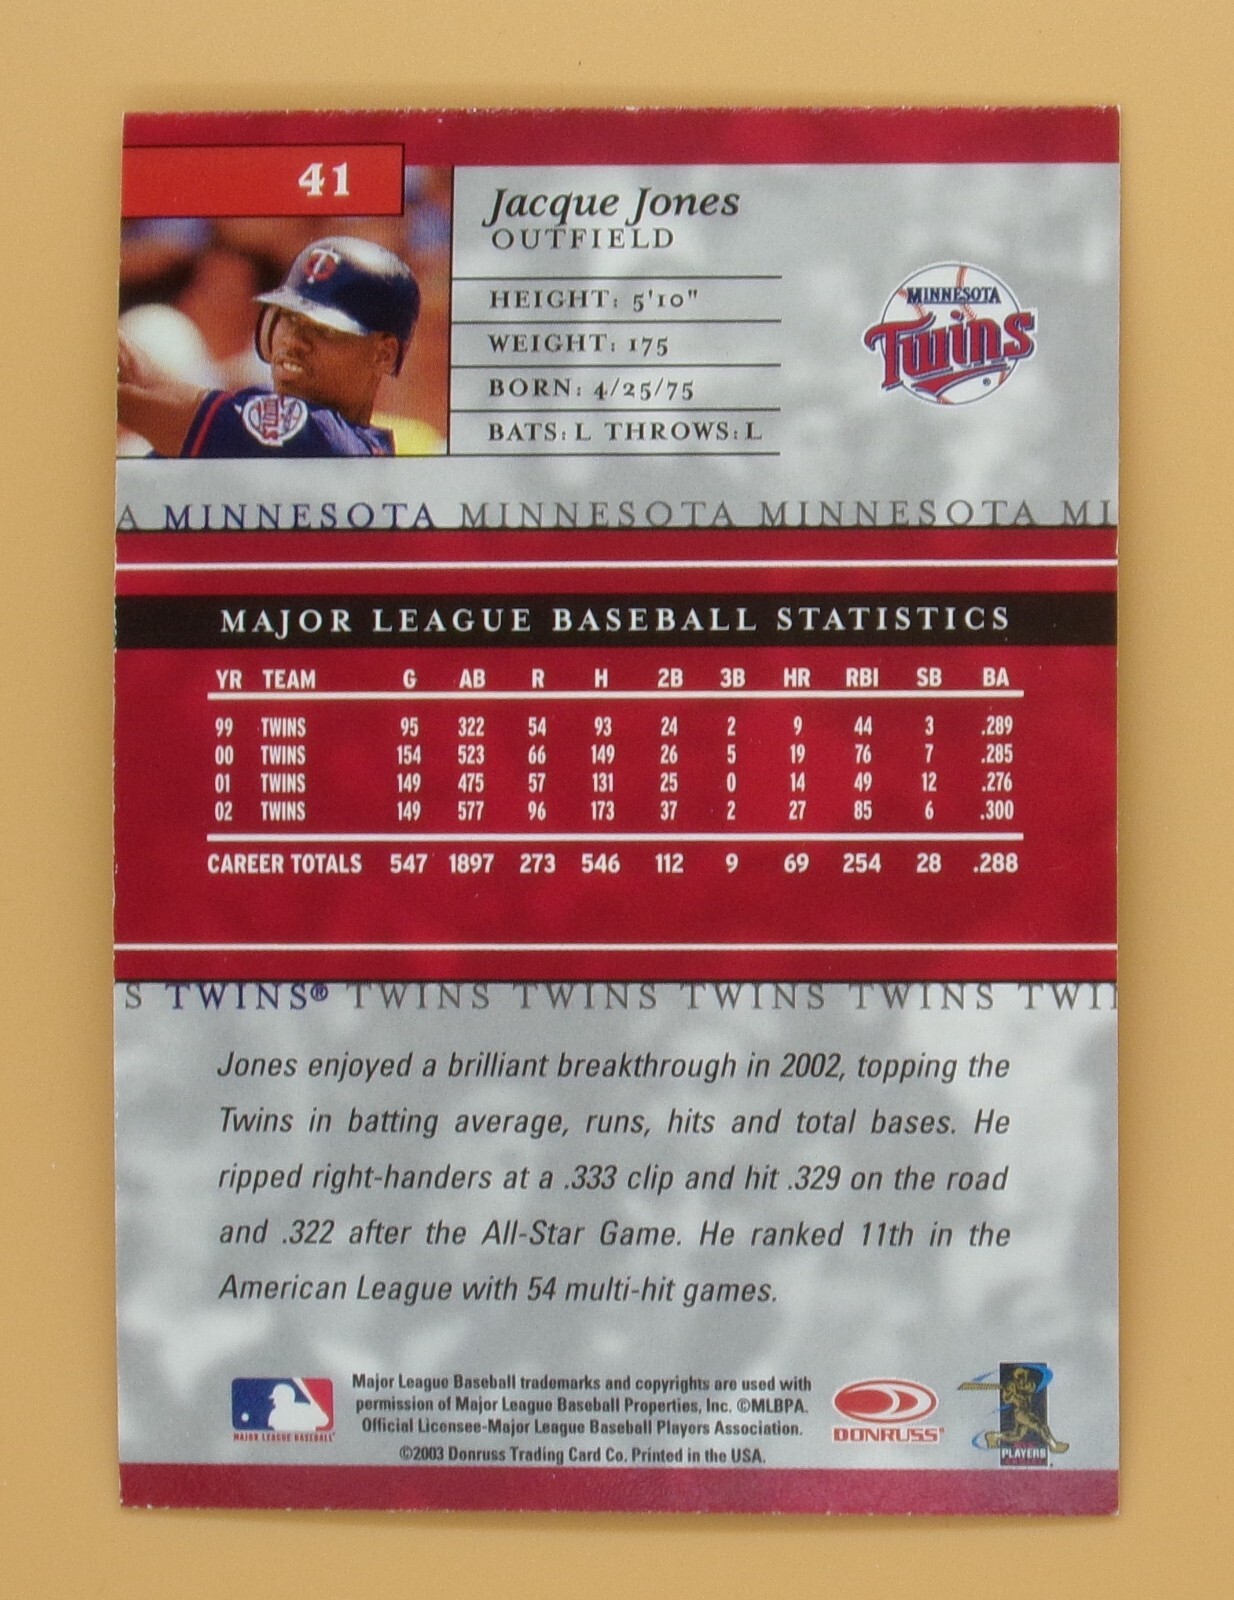 41
Jacque Jones
OUTFIELD
HEIGHT: 5'10"
WEIGHT: 175
BORN: 4/25/75
BATS: L THROWS: L
MINNESOTA
Twins
®
A MINNESOTA MINNESOTA MINNESOTA MI
MAJOR LEAGUE BASEBALL STATISTICS
YR TEAM G AB R H 2B 3B HR RBI SB BA
99 TWINS 95 322 54 93 24 2 9 44 3 .289
00 TWINS 154 523 66 149 26 5 19 76 7 .285
01 TWINS 149 475 57 131 25 0 14 49 12 .276
02 TWINS 149 577 96 173 37 2 27 85 6 .300
CAREER TOTALS 547 1897 273 546 112 9 69 254 28 .288
S TWINS® TWINS TWINS TWINS TWINS TWI
Jones enjoyed a brilliant breakthrough in 2002, topping the
Twins in batting average, runs, hits and total bases. He
ripped right-handers at a .333 clip and hit .329 on the road
and .322 after the All-Star Game. He ranked 11th in the
American League with 54 multi-hit games.
MAJOR LEAGUE BASEBALL
Major League Baseball trademarks and copyrights are used with
permission of Major League Baseball Properties, Inc. ©MLBPA.
Official Licensee-Major League Baseball Players Association.
©2003 Donruss Trading Card Co. Printed in the USA.
DONRUSS
PLAYERS
CHOICE